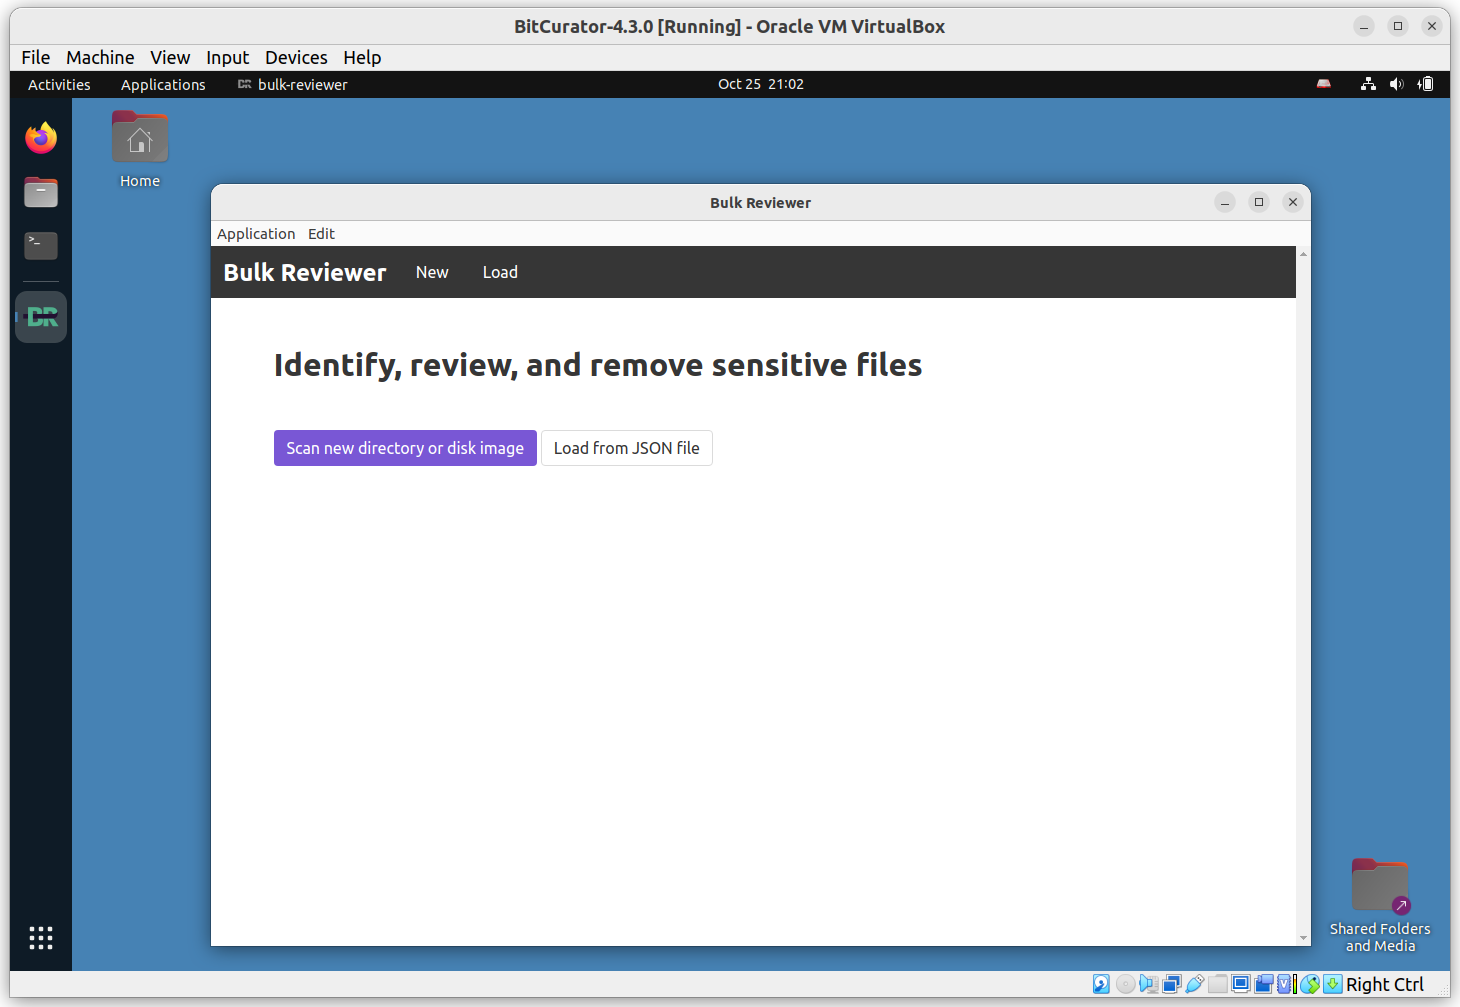 BitCurator-4.3.0 [Running] - Oracle VM VirtualBox
File Machine View Input Devices Help
Activities Applications bulk-reviewer Oct 25 21:02
Home
>_
Bulk Reviewer
Application Edit
DR
Bulk Reviewer New Load
Identify, review, and remove sensitive files
Scan new directory or disk image Load from JSON file
Shared Folders
and Media
Right Ctrl